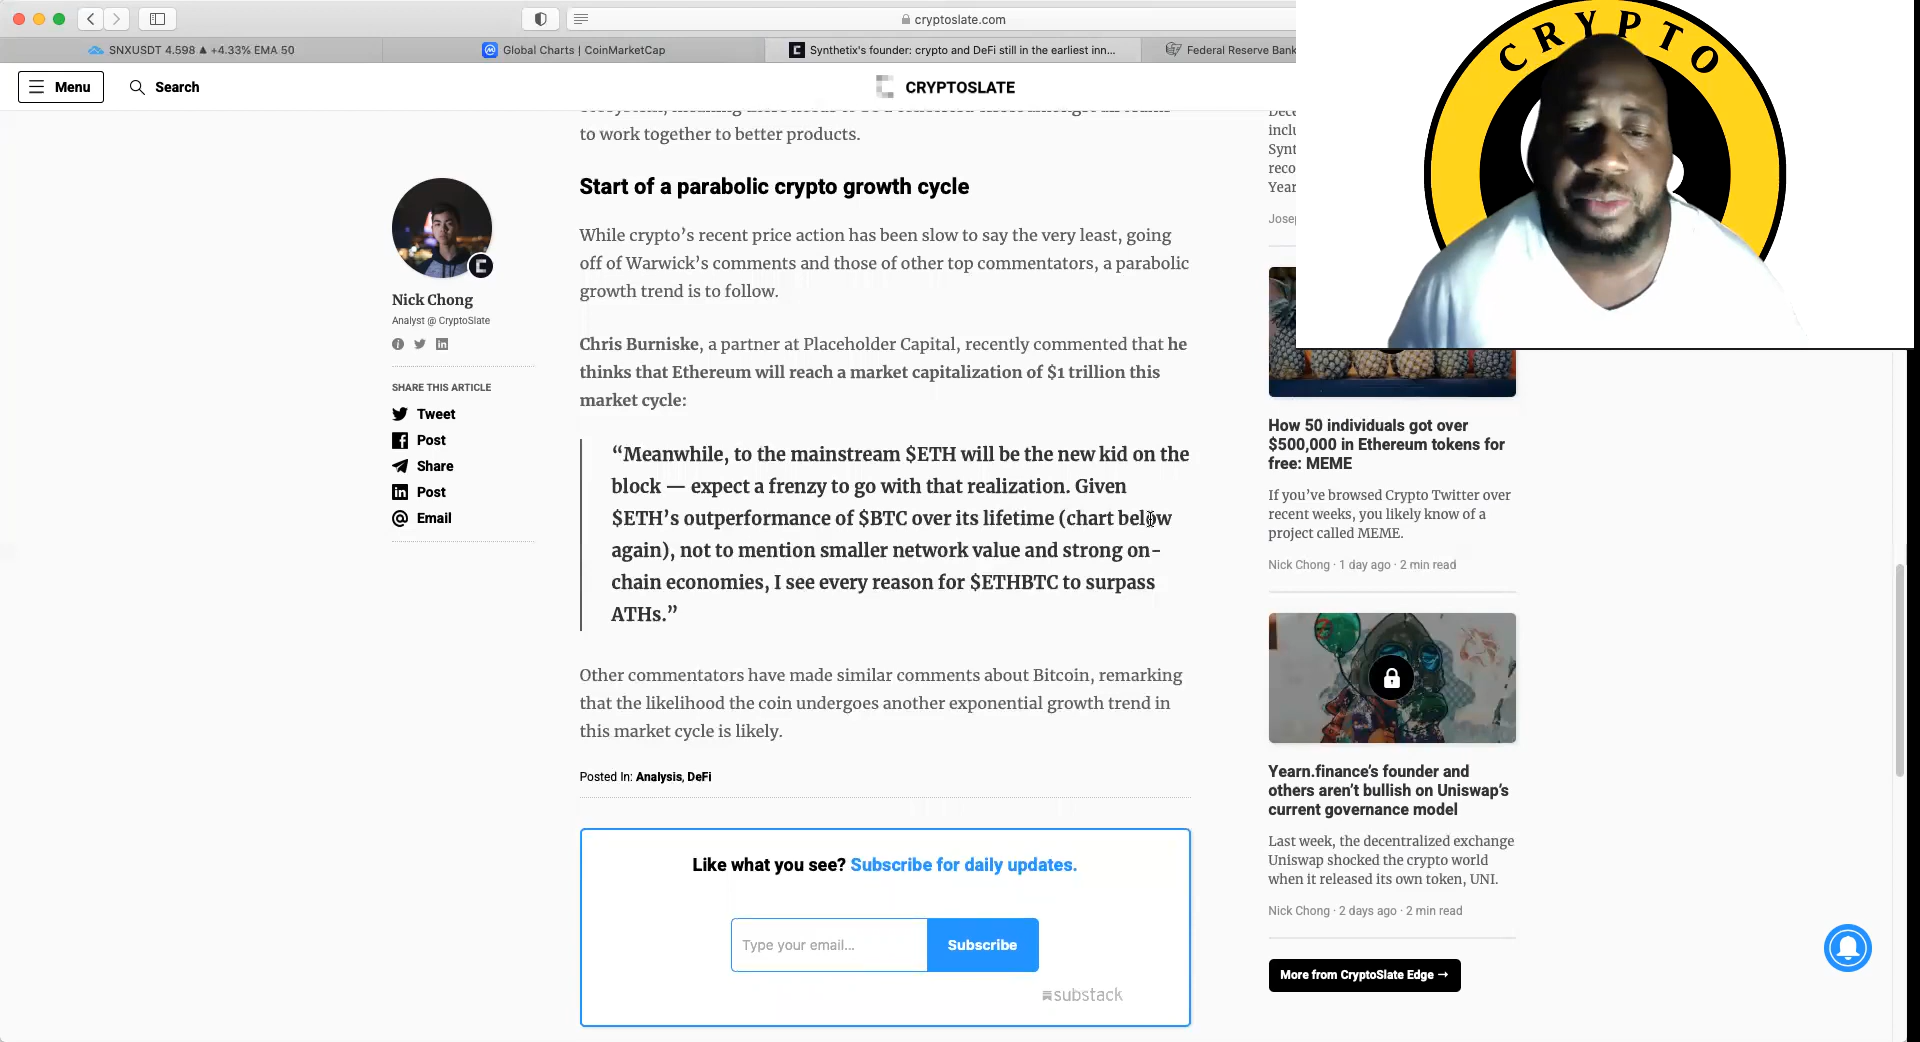 cryptoslate.com
SNXUSDT 4.598 ▲ +4.33% EMA 50
Global Charts | CoinMarketCap
Synthetix's founder: crypto and DeFi still in the earliest inn...
Federal Reserve Bank
Menu
Search
CRYPTOSLATE
CRYPTO
to work together to better products.
Start of a parabolic crypto growth cycle
While crypto's recent price action has been slow to say the very least, going
off of Warwick's comments and those of other top commentators, a parabolic
growth trend is to follow.
Chris Burniske, a partner at Placeholder Capital, recently commented that he
thinks that Ethereum will reach a market capitalization of $1 trillion this
market cycle:
“Meanwhile, to the mainstream $ETH will be the new kid on the
block — expect a frenzy to go with that realization. Given
$ETH's outperformance of $BTC over its lifetime (chart below
again), not to mention smaller network value and strong on-
chain economies, I see every reason for $ETHBTC to surpass
ATHs.”
Other commentators have made similar comments about Bitcoin, remarking
that the likelihood the coin undergoes another exponential growth trend in
this market cycle is likely.
Posted In: Analysis, DeFi
Like what you see? Subscribe for daily updates.
Type your email...
Subscribe
substack
Nick Chong
Analyst @ CryptoSlate
SHARE THIS ARTICLE
Tweet
Post
Share
Post
Email
How 50 individuals got over
$500,000 in Ethereum tokens for
free: MEME
If you've browsed Crypto Twitter over
recent weeks, you likely know of a
project called MEME.
Nick Chong · 1 day ago · 2 min read
Yearn.finance's founder and
others aren't bullish on Uniswap's
current governance model
Last week, the decentralized exchange
Uniswap shocked the crypto world
when it released its own token, UNI.
Nick Chong · 2 days ago · 2 min read
More from CryptoSlate Edge →